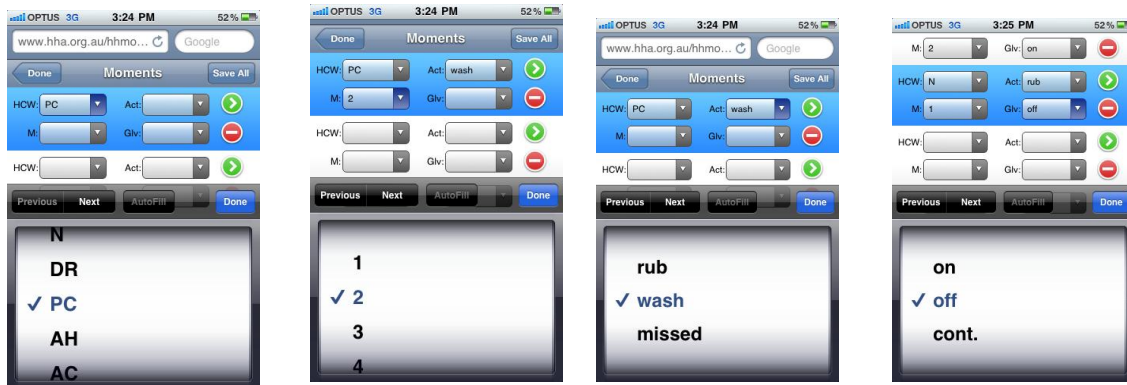 OPTUS 3G 3:24 PM 52%
www.hha.org.au/hhmo... Google
Done Moments Save All
HCW: PC Act:
M: Glv:
HCW: Act:
Previous Next AutoFill Done
N
DR
✓ PC
AH
AC
OPTUS 3G 3:24 PM 52%
Done Moments Save All
HCW: PC Act: wash
M: 2 Glv:
HCW: Act:
M: Glv:
Previous Next AutoFill Done
1
✓ 2
3
4
OPTUS 3G 3:24 PM 52%
www.hha.org.au/hhmo... Google
Done Moments Save All
HCW: PC Act: wash
M: Glv:
HCW: Act:
Previous Next AutoFill Done
rub
✓ wash
missed
OPTUS 3G 3:25 PM 52%
M: 2 Glv: on
HCW: N Act: rub
M: 1 Glv: off
HCW: Act:
M: Glv:
Previous Next AutoFill Done
on
✓ off
cont.